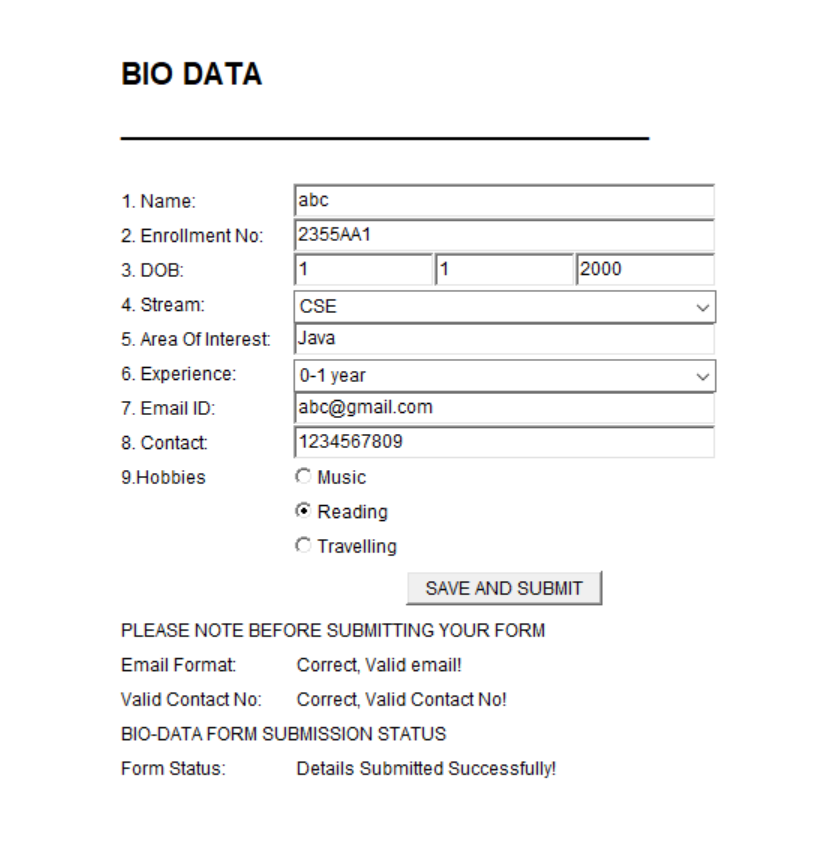 BIO DATA
1. Name: abc
2. Enrollment No: 2355AA1
3. DOB: 1 1 2000
4. Stream: CSE
5. Area Of Interest: Java
6. Experience: 0-1 year
7. Email ID: abc@gmail.com
8. Contact: 1234567809
9.Hobbies Music
Reading
Travelling
SAVE AND SUBMIT
PLEASE NOTE BEFORE SUBMITTING YOUR FORM
Email Format: Correct, Valid email!
Valid Contact No: Correct, Valid Contact No!
BIO-DATA FORM SUBMISSION STATUS
Form Status: Details Submitted Successfully!